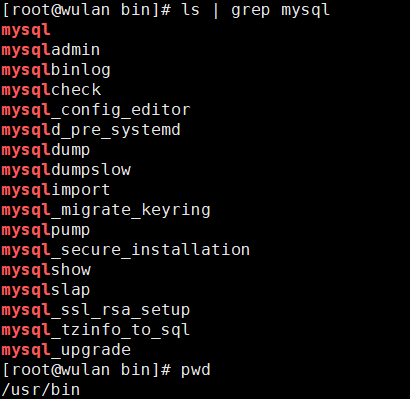 [root@wulan bin]# ls | grep mysql
mysql
mysqladmin
mysqlbinlog
mysqlcheck
mysql_config_editor
mysqld_pre_systemd
mysqldump
mysqldumpslow
mysqlimport
mysql_migrate_keyring
mysqlpump
mysql_secure_installation
mysqlshow
mysqlslap
mysql_ssl_rsa_setup
mysql_tzinfo_to_sql
mysql_upgrade
[root@wulan bin]# pwd
/usr/bin